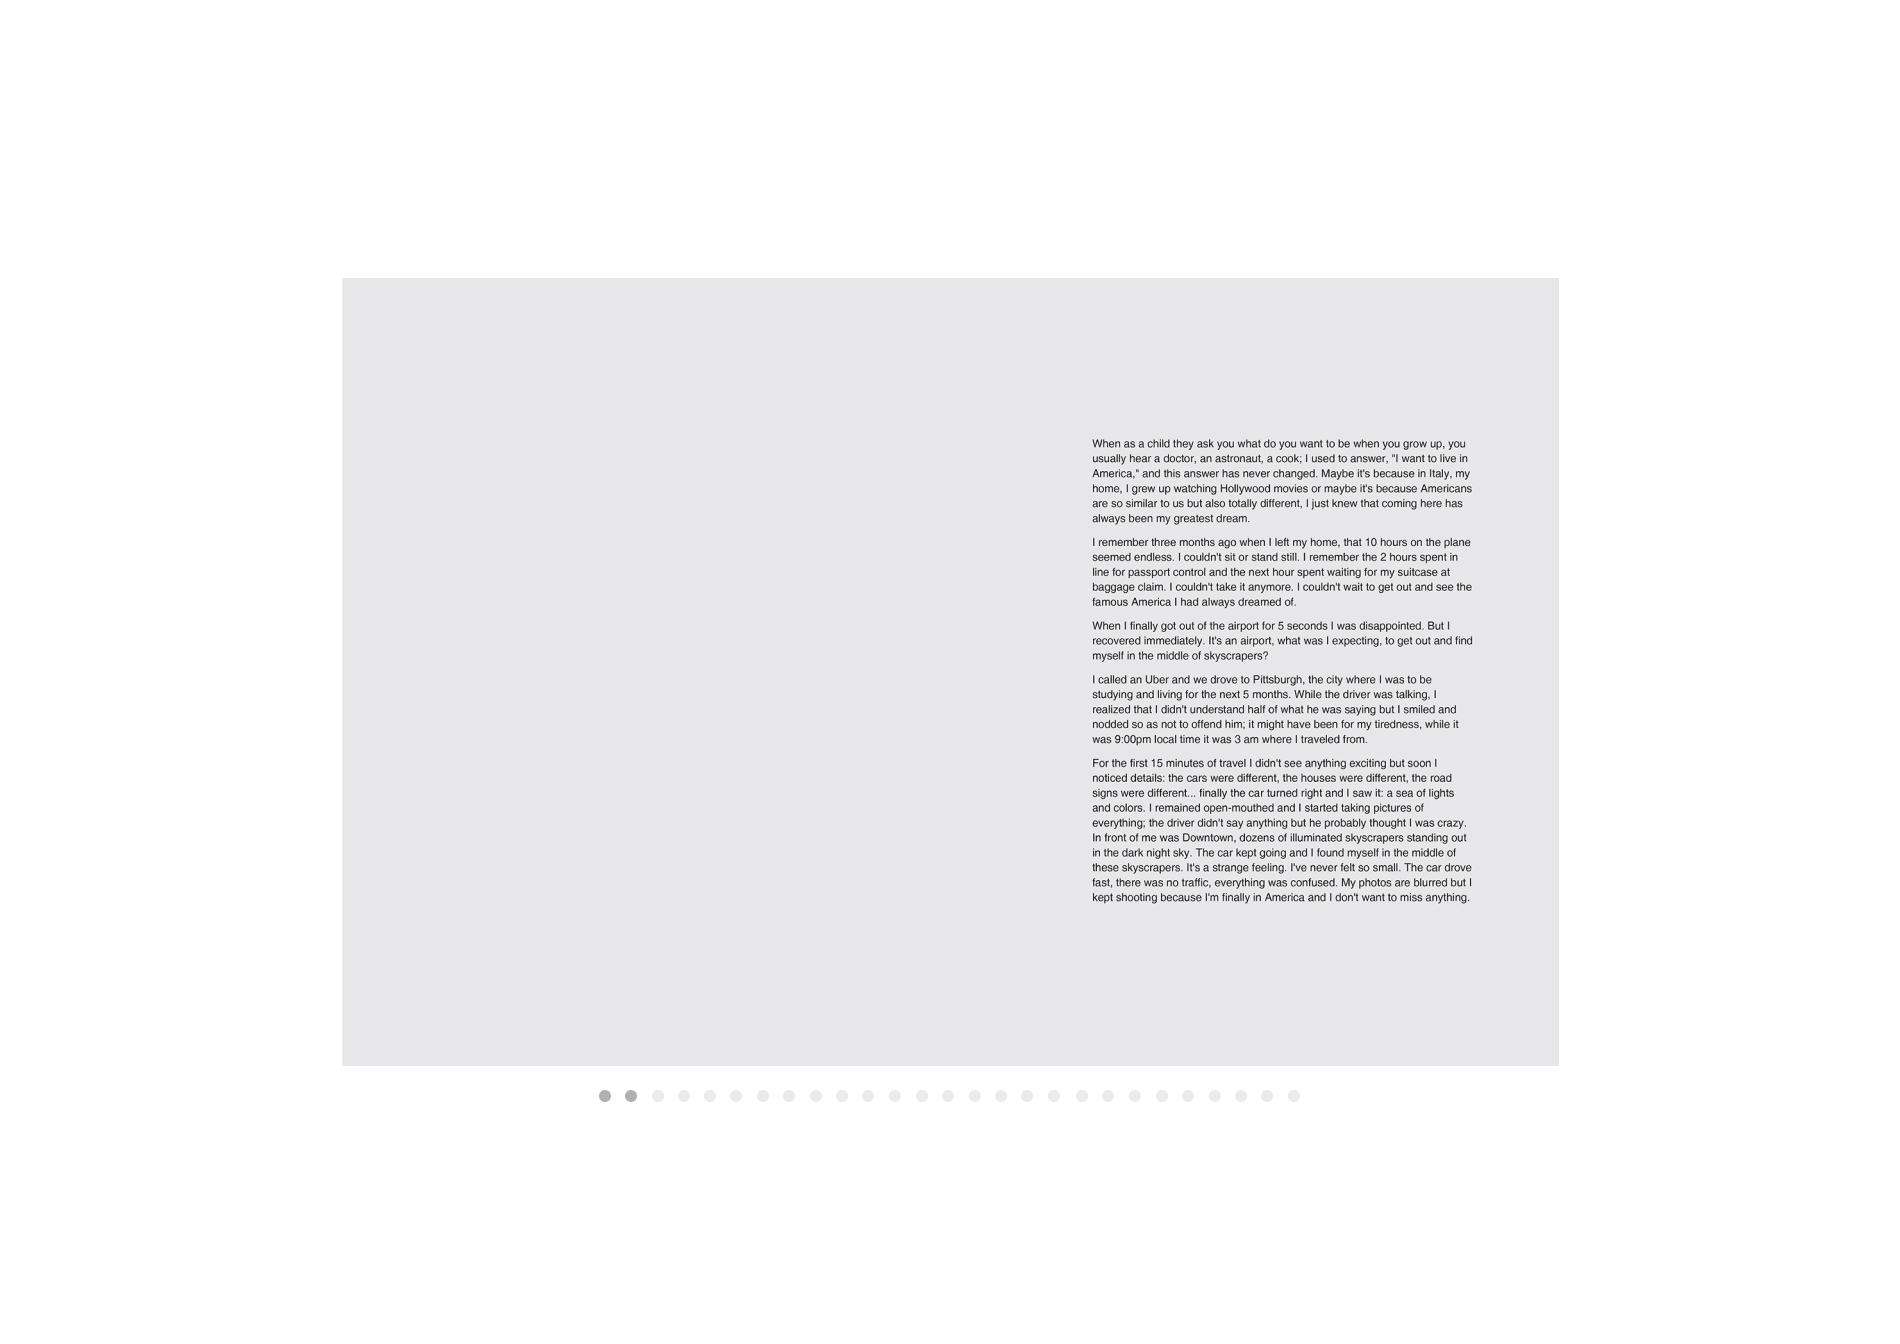 When as a child they ask you what do you want to be when you grow up, you
usually hear a doctor, an astronaut, a cook; I used to answer, "I want to live in
America," and this answer has never changed. Maybe it's because in Italy, my
home, I grew up watching Hollywood movies or maybe it's because Americans
are so similar to us but also totally different, I just knew that coming here has
always been my greatest dream.
I remember three months ago when I left my home, that 10 hours on the plane
seemed endless. I couldn't sit or stand still. I remember the 2 hours spent in
line for passport control and the next hour spent waiting for my suitcase at
baggage claim. I couldn't take it anymore. I couldn't wait to get out and see the
famous America I had always dreamed of.
When I finally got out of the airport for 5 seconds I was disappointed. But I
recovered immediately. It's an airport, what was I expecting, to get out and find
myself in the middle of skyscrapers?
I called an Uber and we drove to Pittsburgh, the city where I was to be
studying and living for the next 5 months. While the driver was talking, I
realized that I didn't understand half of what he was saying but I smiled and
nodded so as not to offend him; it might have been for my tiredness, while it
was 9:00pm local time it was 3 am where I traveled from.
For the first 15 minutes of travel I didn't see anything exciting but soon I
noticed details: the cars were different, the houses were different, the road
signs were different... finally the car turned right and I saw it: a sea of lights
and colors. I remained open-mouthed and I started taking pictures of
everything; the driver didn't say anything but he probably thought I was crazy.
In front of me was Downtown, dozens of illuminated skyscrapers standing out
in the dark night sky. The car kept going and I found myself in the middle of
these skyscrapers. It's a strange feeling. I've never felt so small. The car drove
fast, there was no traffic, everything was confused. My photos are blurred but I
kept shooting because I'm finally in America and I don't want to miss anything.